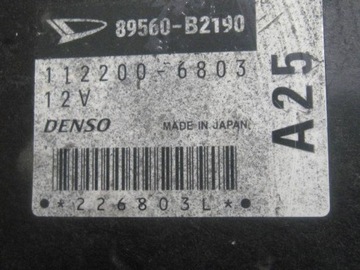 89560-B2190
112200-6803
12V
DENSO MADE IN JAPAN
A25
*226803L*